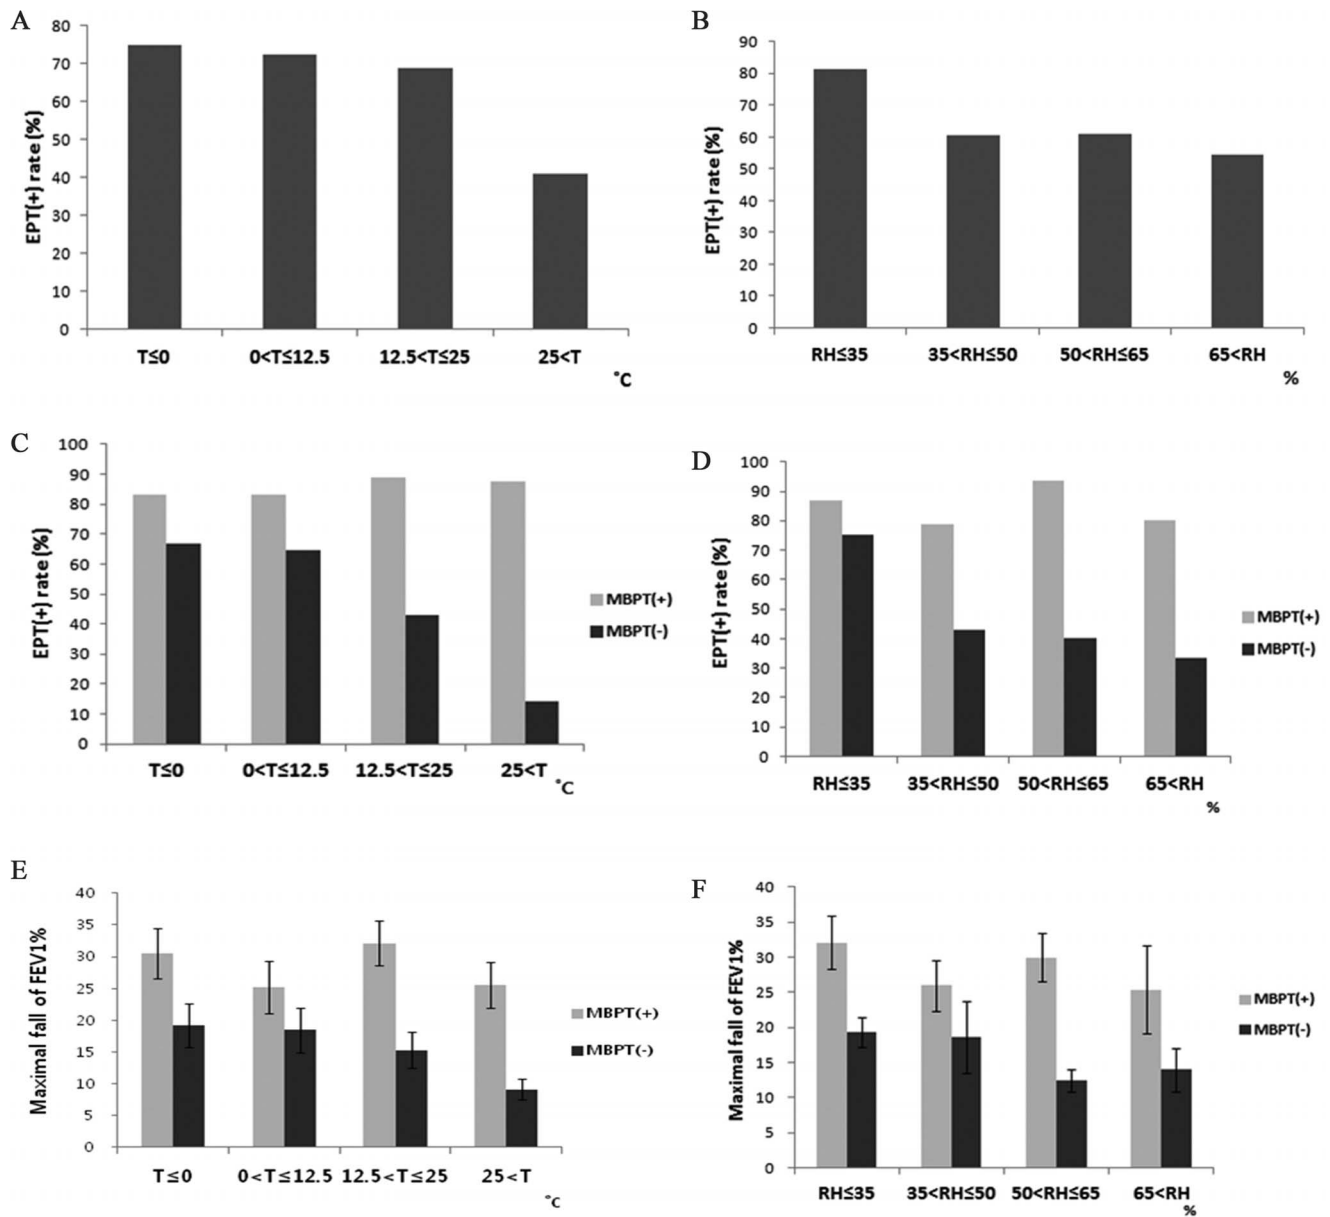 A
80
70
60
50
40
30
20
10
0
EPT(+) rate (%)
T≤0 0<T≤12.5 12.5<T≤25 25<T
°C
B
90
80
70
60
50
40
30
20
10
0
EPT(+) rate (%)
RH≤35 35<RH≤50 50<RH≤65 65<RH
%
C
100
90
80
70
60
50
40
30
20
10
0
EPT(+) rate (%)
MBPT(+)
MBPT(-)
T≤0 0<T≤12.5 12.5<T≤25 25<T
°C
D
100
90
80
70
60
50
40
30
20
10
0
EPT(+) rate (%)
MBPT(+)
MBPT(-)
RH≤35 35<RH≤50 50<RH≤65 65<RH
%
E
40
35
30
25
20
15
10
5
0
Maximal fall of FEV1%
MBPT(+)
MBPT(-)
T≤0 0<T≤12.5 12.5<T≤25 25<T
°C
F
40
35
30
25
20
15
10
5
0
Maximal fall of FEV1%
MBPT(+)
MBPT(-)
RH≤35 35<RH≤50 50<RH≤65 65<RH
%